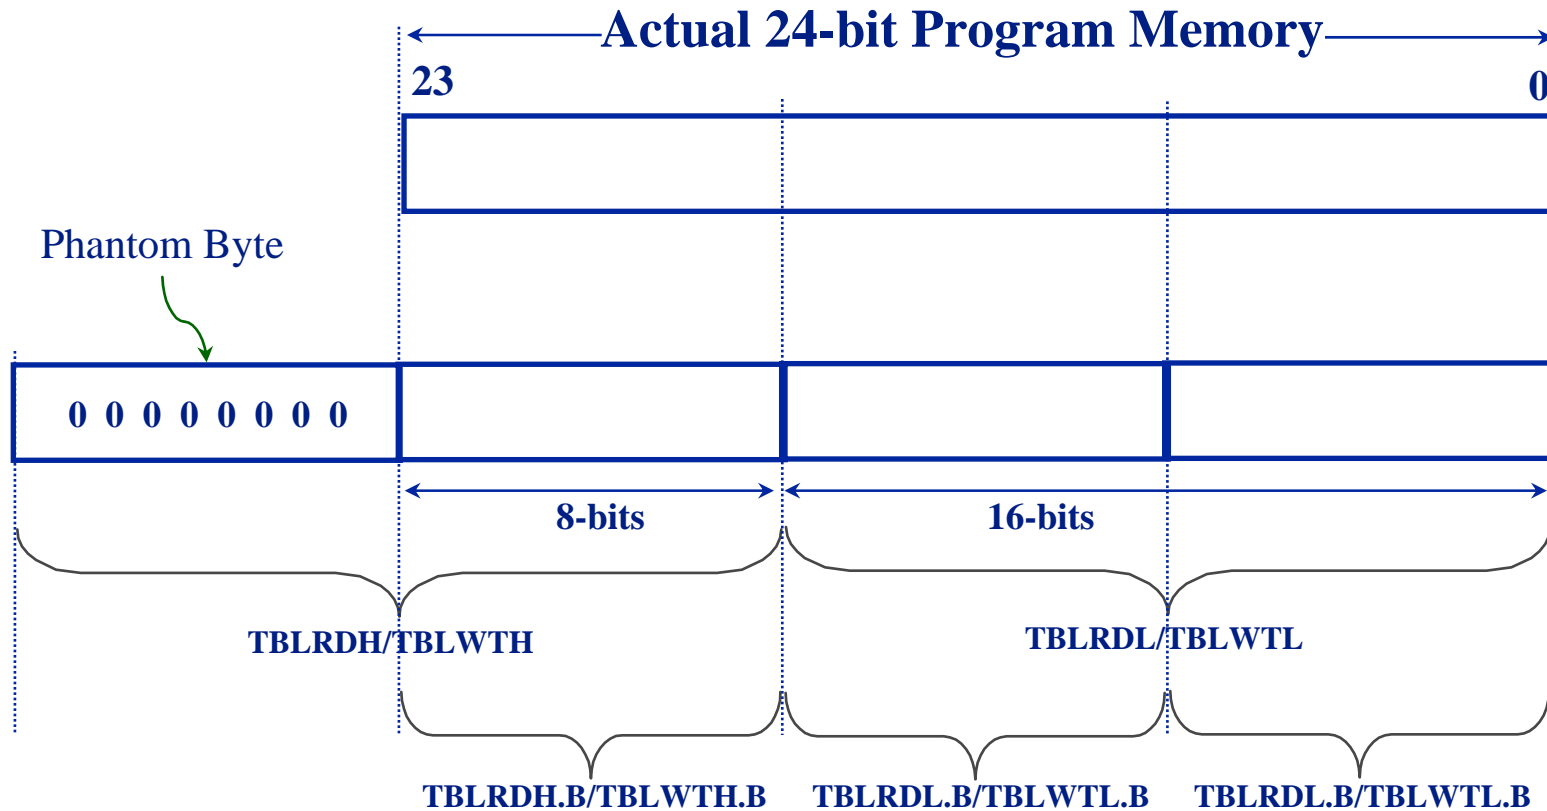 Actual 24-bit Program Memory
23
0
Phantom Byte
0 0 0 0 0 0 0 0
8-bits
16-bits
TBLRDH/TBLWTH
TBLRDL/TBLWTL
TBLRDH.B/TBLWTH.B
TBLRDL.B/TBLWTL.B
TBLRDL.B/TBLWTL.B